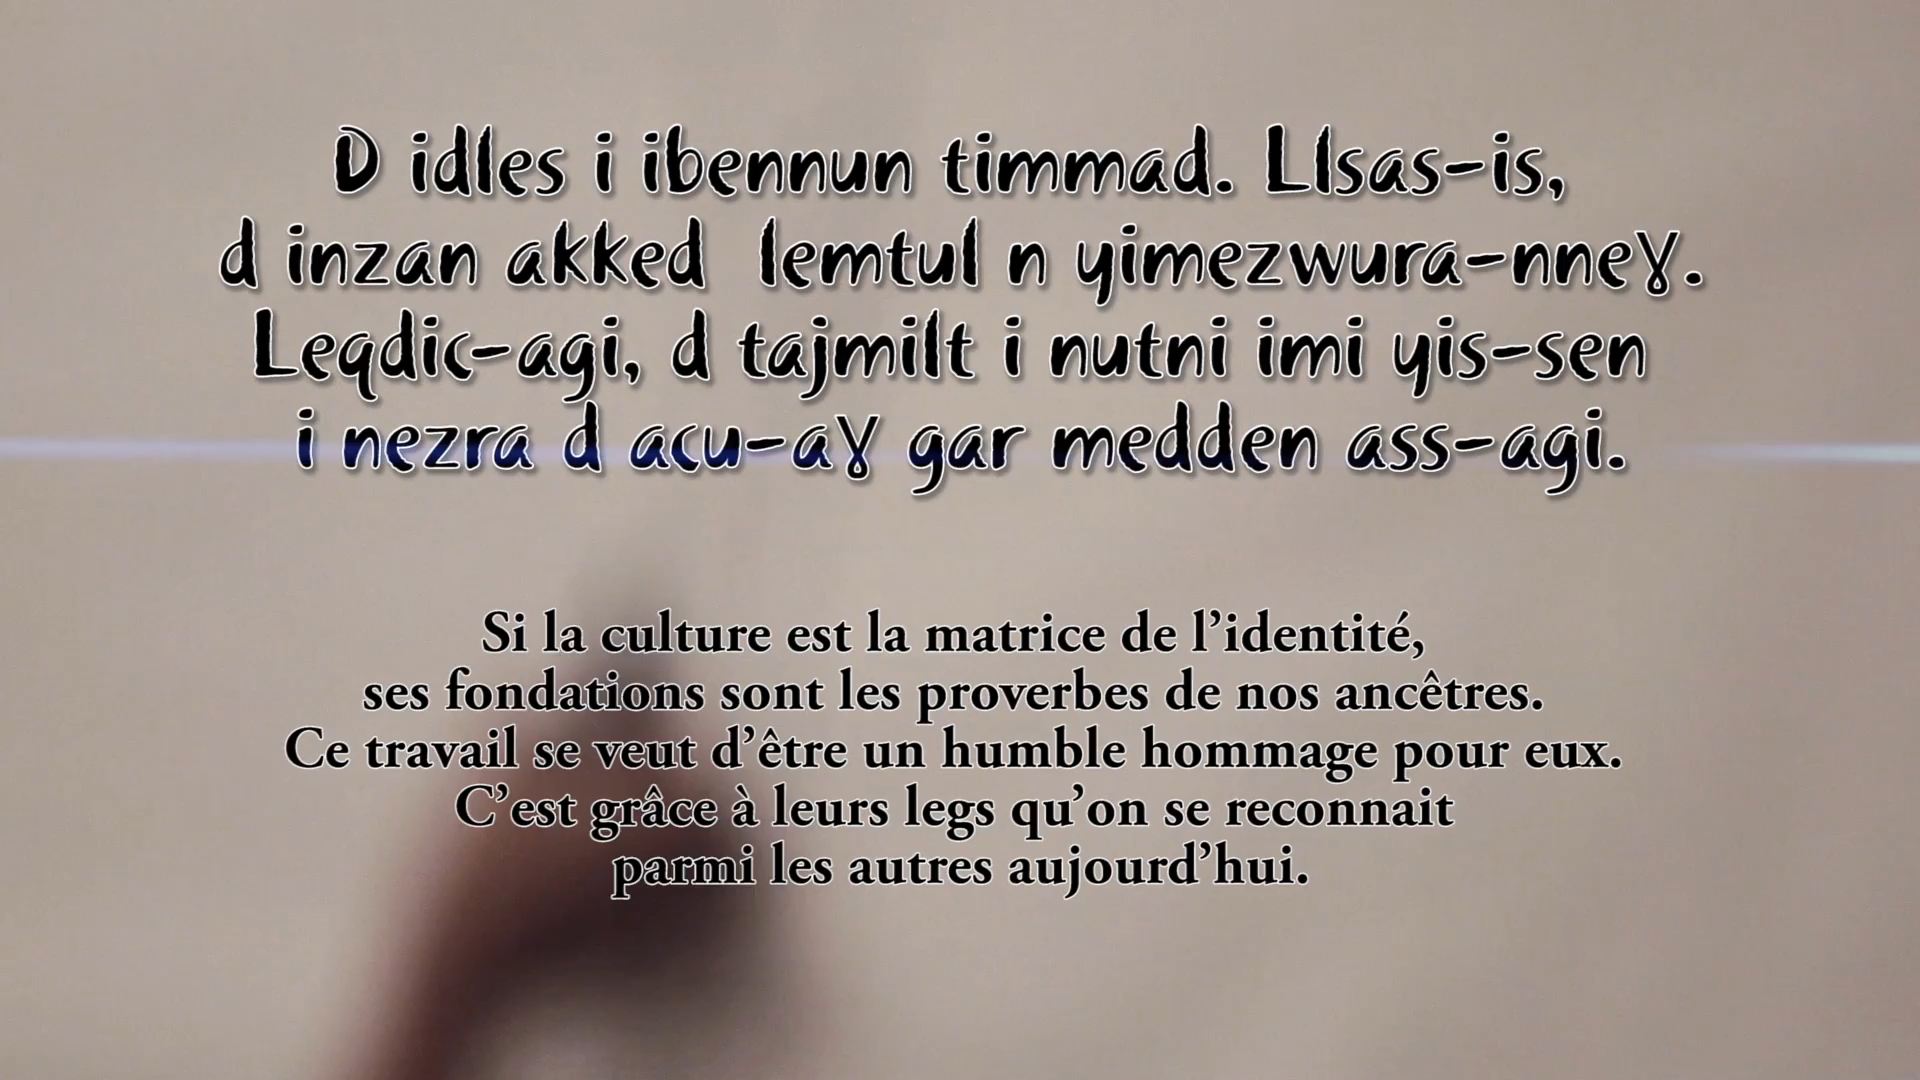 D idles i ibennun timmad. Llsas-is,
d inzan akked lemtul n yimezwura-nneɣ.
Leqdic-agi, d tajmilt i nutni imi yis-sen
i nezra d acu-aɣ gar medden ass-agi.
Si la culture est la matrice de l’identité,
ses fondations sont les proverbes de nos ancêtres.
Ce travail se veut d’être un humble hommage pour eux.
C’est grâce à leurs legs qu’on se reconnait
parmi les autres aujourd’hui.